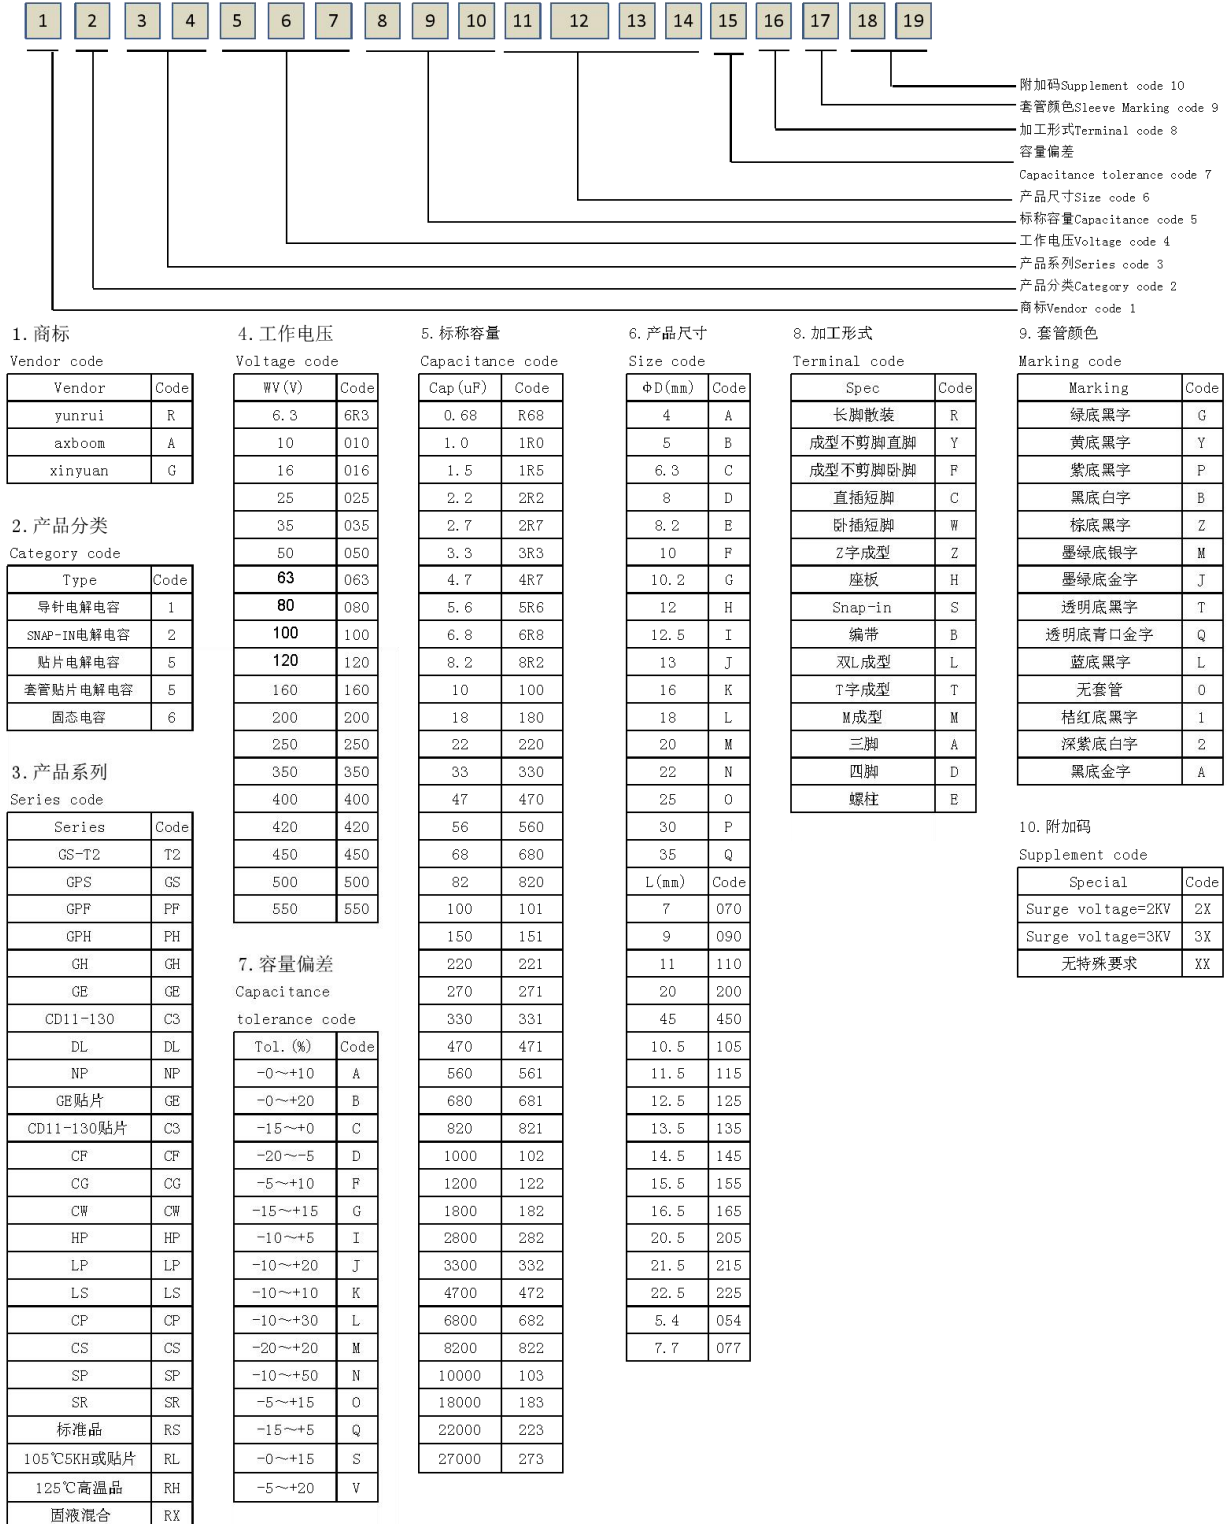 1 2 3 4 5 6 7 8 9 10 11 12 13 14 15 16 17 18 19
附加码Supplement code 10
套管颜色Sleeve Marking code 9
加工形式Terminal code 8
容量偏差
Capacitance tolerance code 7
产品尺寸Size code 6
标称容量Capacitance code 5
工作电压Voltage code 4
产品系列Series code 3
产品分类Category code 2
商标Vendor code 1
1.商标
Vendor code
Vendor Code
yunrui R
axboom A
xinyuan G
2.产品分类
Category code
Type Code
导针电解电容 1
SNAP-IN电解电容 2
贴片电解电容 5
套管贴片电解电容 5
固态电容 6
3.产品系列
Series code
Series Code
GS-T2 T2
GPS GS
GPF PF
GPH PH
GH GH
GE GE
CD11-130 C3
DL DL
NP NP
GE贴片 GE
CD11-130贴片 C3
CF CF
CG CG
CW CW
HP HP
LP LP
LS LS
CP CP
CS CS
SP SP
SR SR
标准品 RS
105℃5KH或贴片 RL
125℃高温品 RH
固液混合 RX
4.工作电压
Voltage code
WV(V) Code
6.3 6R3
10 010
16 016
25 025
35 035
50 050
63 063
80 080
100 100
120 120
160 160
200 200
250 250
350 350
400 400
420 420
450 450
500 500
550 550
7.容量偏差
Capacitance
tolerance code
Tol.(%) Code
-0～+10 A
-0～+20 B
-15～+0 C
-20～-5 D
-5～+10 F
-15～+15 G
-10～+5 I
-10～+20 J
-10～+10 K
-10～+30 L
-20～+20 M
-10～+50 N
-5～+15 O
-15～+5 Q
-0～+15 S
-5～+20 V
5.标称容量
Capacitance code
Cap(uF) Code
0.68 R68
1.0 1R0
1.5 1R5
2.2 2R2
2.7 2R7
3.3 3R3
4.7 4R7
5.6 5R6
6.8 6R8
8.2 8R2
10 100
18 180
22 220
33 330
47 470
56 560
68 680
82 820
100 101
150 151
220 221
270 271
330 331
470 471
560 561
680 681
820 821
1000 102
1200 122
1800 182
2800 282
3300 332
4700 472
6800 682
8200 822
10000 103
18000 183
22000 223
27000 273
6.产品尺寸
Size code
ΦD(mm) Code
4 A
5 B
6.3 C
8 D
8.2 E
10 F
10.2 G
12 H
12.5 I
13 J
16 K
18 L
20 M
22 N
25 O
30 P
35 Q
L(mm) Code
7 070
9 090
11 110
20 200
45 450
10.5 105
11.5 115
12.5 125
13.5 135
14.5 145
15.5 155
16.5 165
20.5 205
21.5 215
22.5 225
5.4 054
7.7 077
8.加工形式
Terminal code
Spec Code
长脚散装 R
成型不剪脚直脚 Y
成型不剪脚卧脚 F
直插短脚 C
卧插短脚 W
Z字成型 Z
座板 H
Snap-in S
编带 B
双L成型 L
T字成型 T
M成型 M
三脚 A
四脚 D
螺柱 E
9.套管颜色
Marking code
Marking Code
绿底黑字 G
黄底黑字 Y
紫底黑字 P
黑底白字 B
棕底黑字 Z
墨绿底银字 M
墨绿底金字 J
透明底黑字 T
透明底青口金字 Q
蓝底黑字 L
无套管 0
桔红底黑字 1
深紫底白字 2
黑底金字 A
10.附加码
Supplement code
Special Code
Surge voltage=2KV 2X
Surge voltage=3KV 3X
无特殊要求 XX